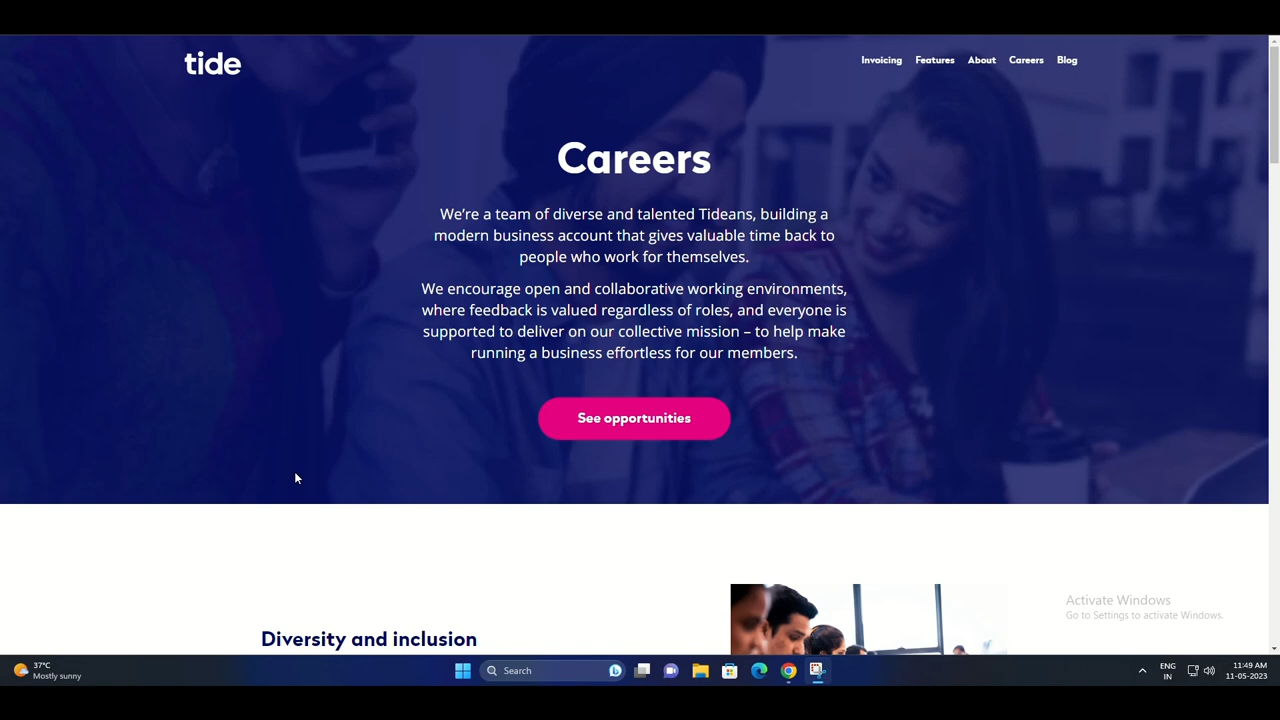 tide
Invoicing Features About Careers Blog
Careers
We're a team of diverse and talented Tideans, building a
modern business account that gives valuable time back to
people who work for themselves.
We encourage open and collaborative working environments,
where feedback is valued regardless of roles, and everyone is
supported to deliver on our collective mission – to help make
running a business effortless for our members.
See opportunities
Diversity and inclusion
Activate Windows
Go to Settings to activate Windows.
37°C
Mostly sunny
Search
ENG
IN
11:49 AM
11-05-2023